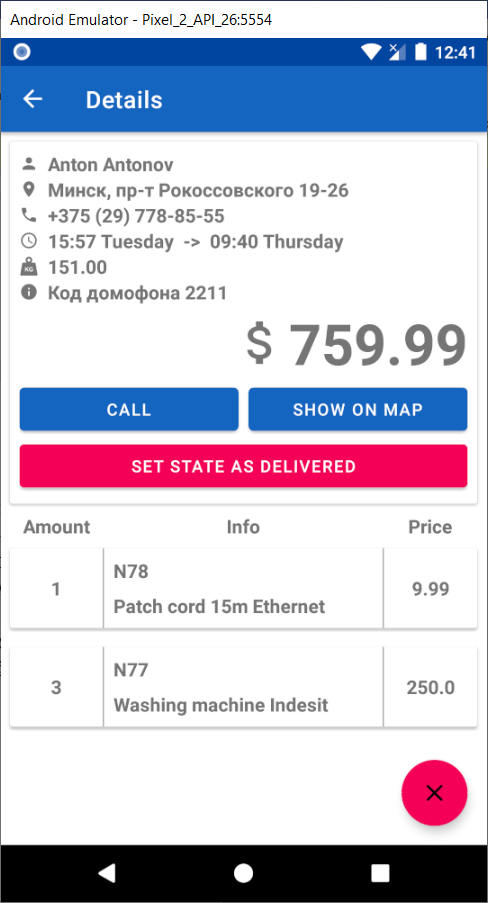 Android Emulator - Pixel_2_API_26:5554
12:41
Details
Anton Antonov
Минск, пр-т Рокоссовского 19-26
+375 (29) 778-85-55
15:57 Tuesday -> 09:40 Thursday
KG 151.00
Код домофона 2211
$ 759.99
CALL SHOW ON MAP
SET STATE AS DELIVERED
Amount Info Price
1 N78 9.99
Patch cord 15m Ethernet
3 N77 250.0
Washing machine Indesit